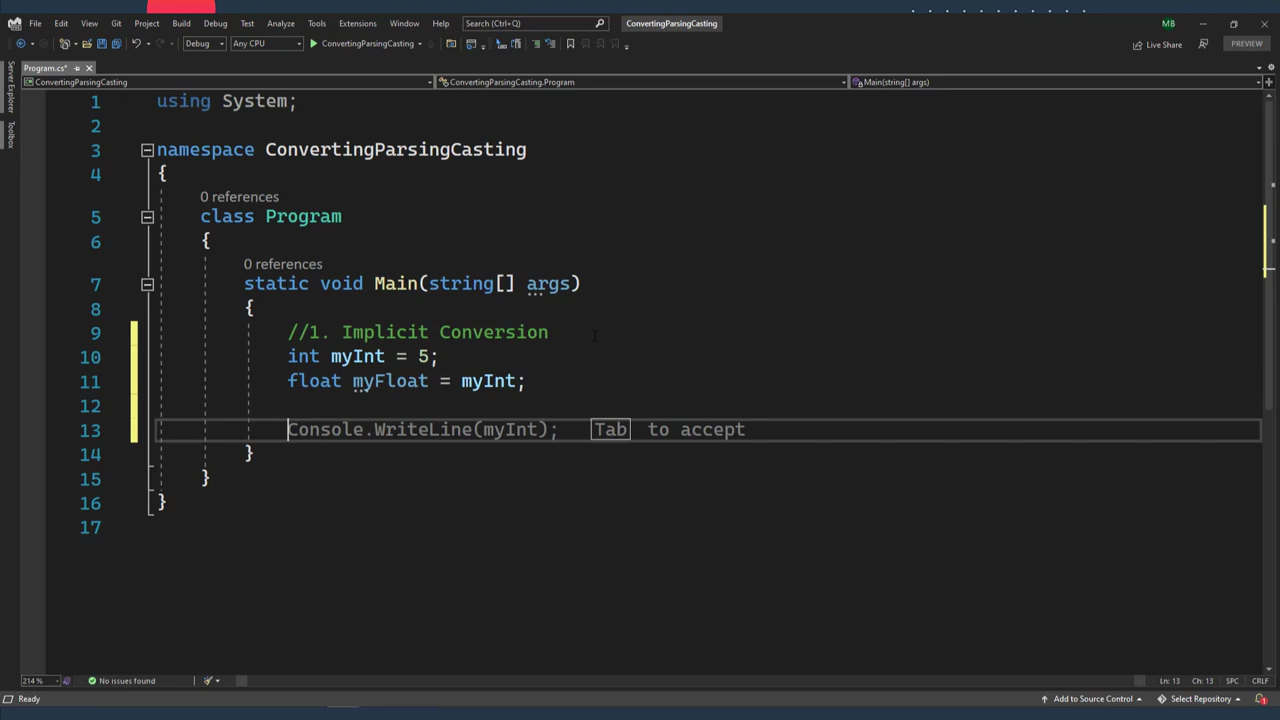 File Edit View Git Project Build Debug Test Analyze Tools Extensions Window Help Search (Ctrl+Q) ConvertingParsingCasting MB
Debug Any CPU ConvertingParsingCasting Live Share PREVIEW
Program.cs*
ConvertingParsingCasting ConvertingParsingCasting.Program Main(string[] args)
Server Explorer
Toolbox
1 using System;
2
3 namespace ConvertingParsingCasting
4 {
0 references
5 class Program
6 {
0 references
7 static void Main(string[] args)
8 {
9 //1. Implicit Conversion
10 int myInt = 5;
11 float myFloat = myInt;
12
13 Console.WriteLine(myInt); Tab to accept
14 }
15 }
16 }
17
214 % No issues found Ln: 13 Ch: 13 SPC CRLF
Ready Add to Source Control Select Repository 1